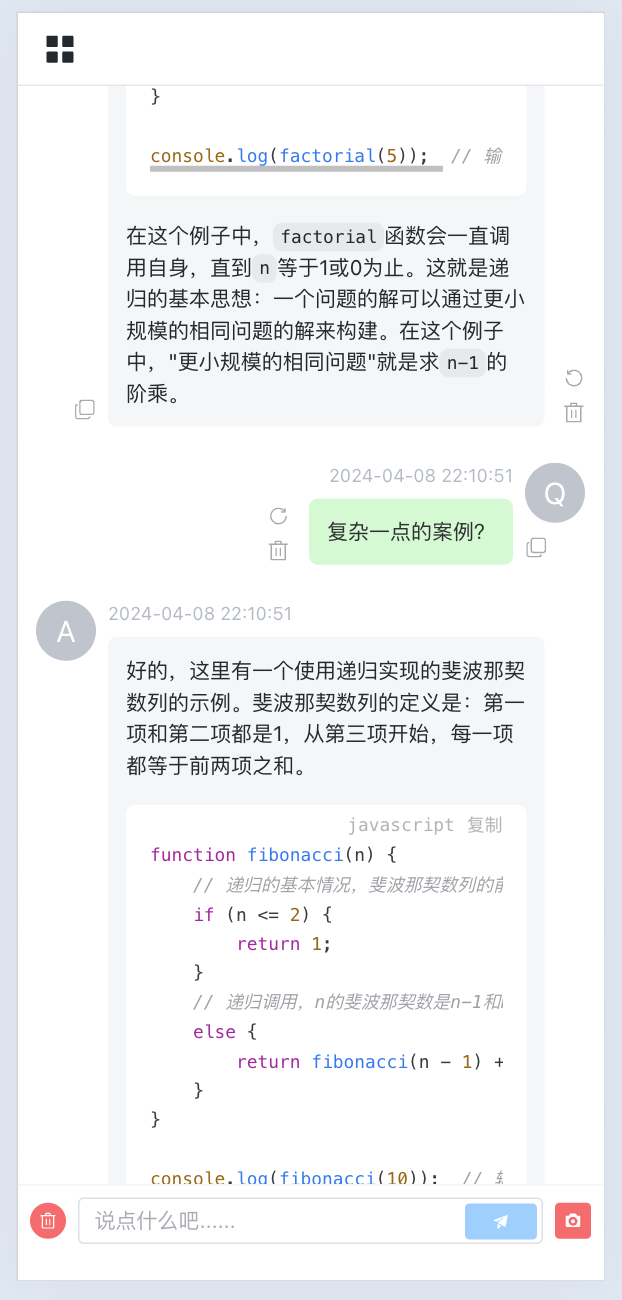 }
console.log(factorial(5));  // 输
在这个例子中，factorial函数会一直调
用自身，直到n等于1或0为止。这就是递
归的基本思想：一个问题的解可以通过更小
规模的相同问题的解来构建。在这个例子
中，"更小规模的相同问题"就是求n-1的
阶乘。
2024-04-08 22:10:51
Q
复杂一点的案例?
A
2024-04-08 22:10:51
好的，这里有一个使用递归实现的斐波那契
数列的示例。斐波那契数列的定义是：第一
项和第二项都是1，从第三项开始，每一项
都等于前两项之和。
javascript 复制
function fibonacci(n) {
// 递归的基本情况，斐波那契数列的前
if (n <= 2) {
return 1;
}
// 递归调用，n的斐波那契数是n-1和
else {
return fibonacci(n - 1) +
}
}
console.log(fibonacci(10));  // 输
说点什么吧......